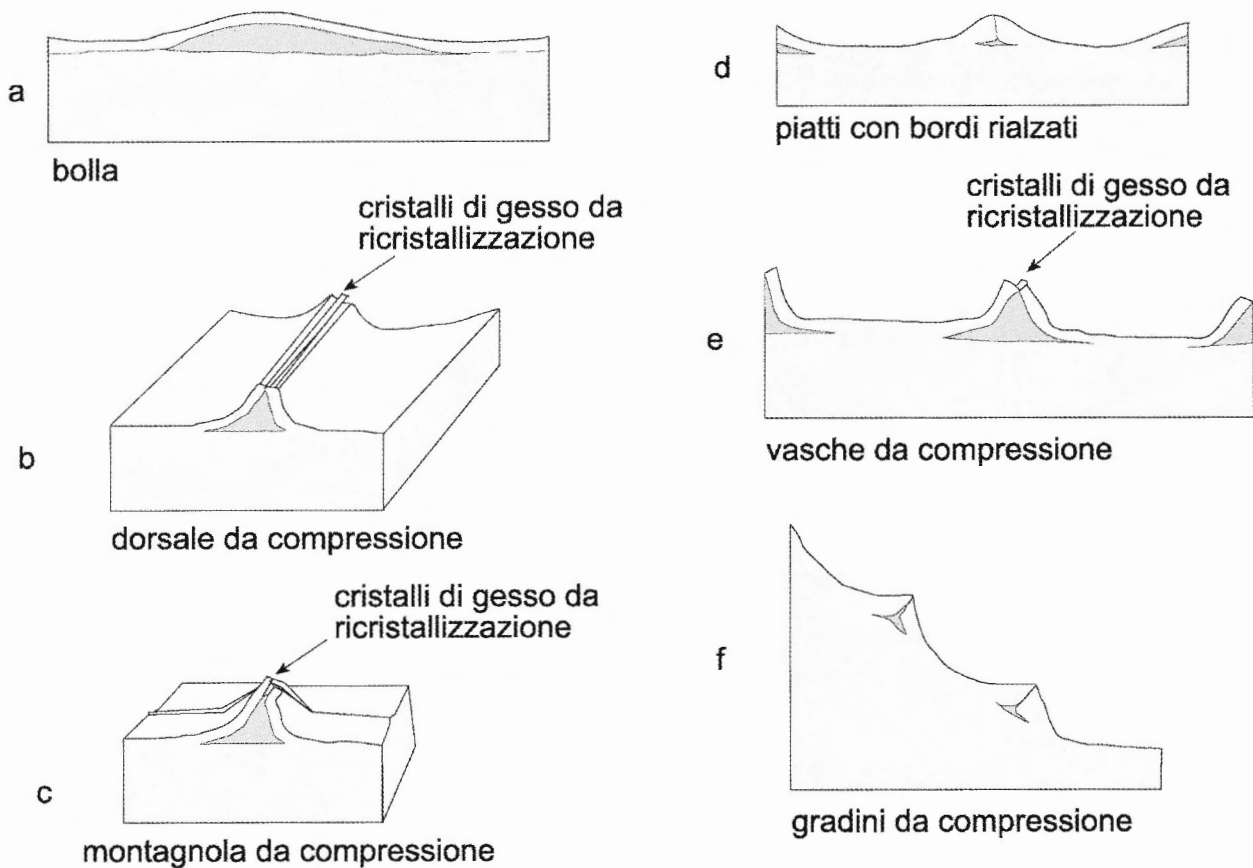 a
bolla
cristalli di gesso da
ricristallizzazione
b
dorsale da compressione
cristalli di gesso da
ricristallizzazione
c
montagnola da compressione
d
piatti con bordi rialzati
cristalli di gesso da
ricristallizzazione
e
vasche da compressione
f
gradini da compressione